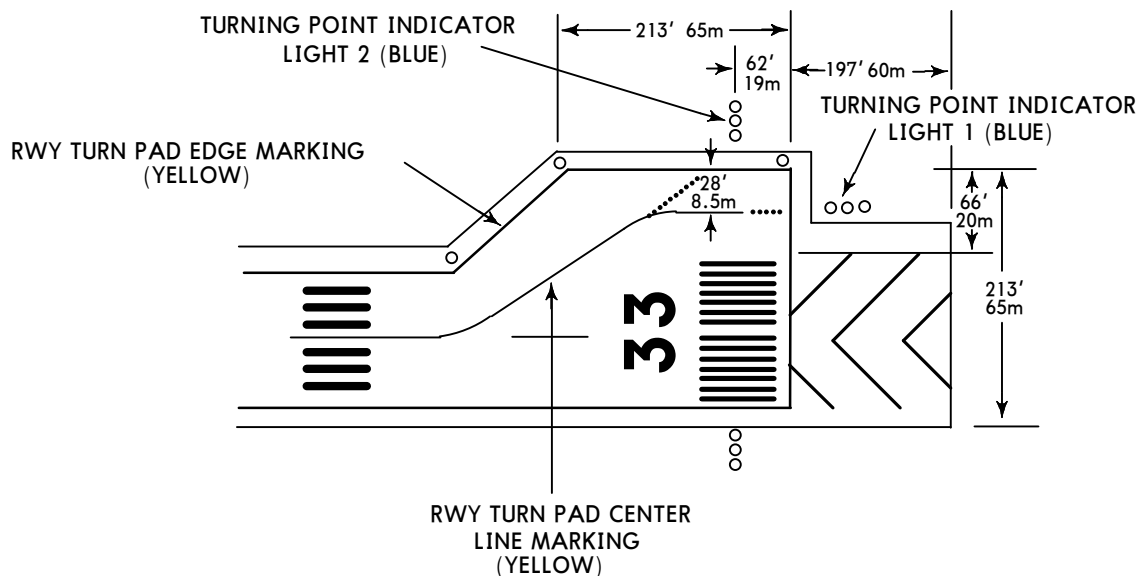 TURNING POINT INDICATOR
LIGHT 2 (BLUE)
213′ 65m
62′
19m
197′ 60m
TURNING POINT INDICATOR
LIGHT 1 (BLUE)
RWY TURN PAD EDGE MARKING
(YELLOW)
28′
8.5m
66′
20m
213′
65m
33
RWY TURN PAD CENTER
LINE MARKING
(YELLOW)